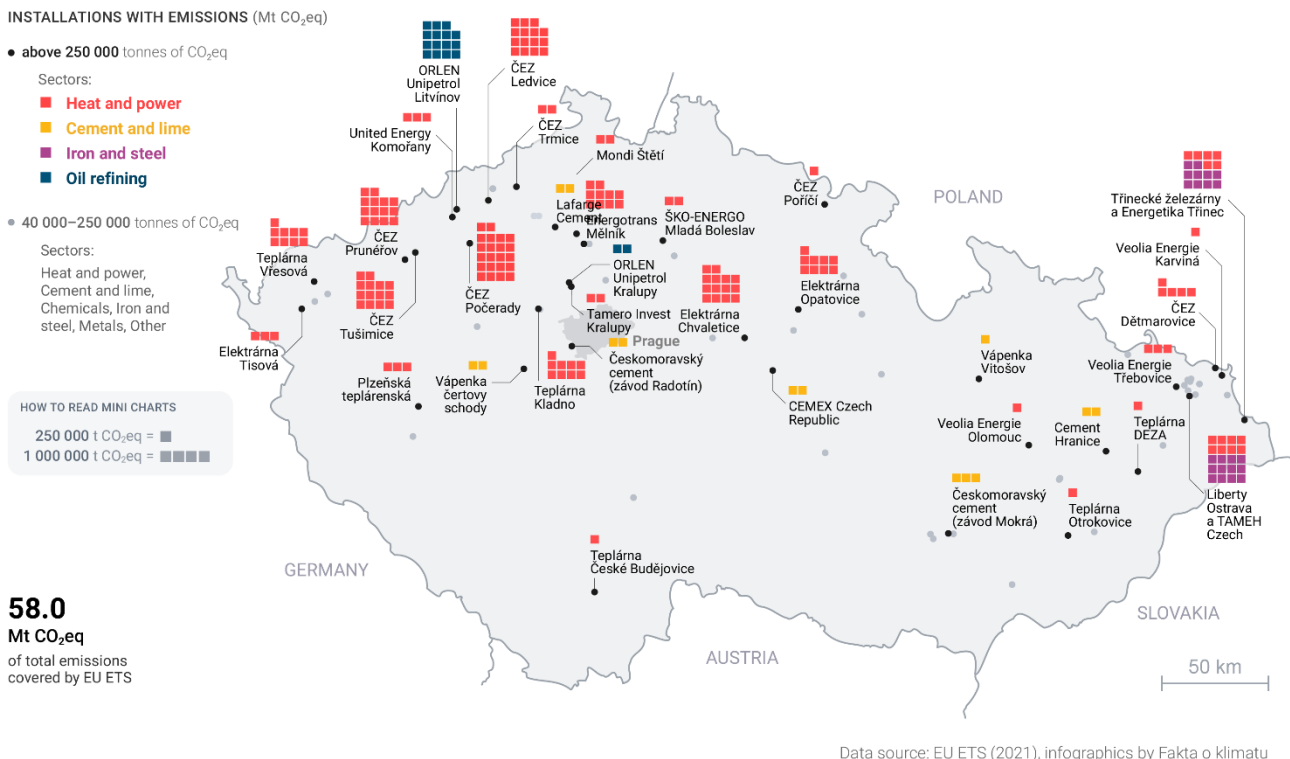 INSTALLATIONS WITH EMISSIONS (Mt CO₂eq)
above 250 000 tonnes of CO₂eq
Sectors:
Heat and power
Cement and lime
Iron and steel
Oil refining
40 000–250 000 tonnes of CO₂eq
Sectors:
Heat and power,
Cement and lime,
Chemicals, Iron and
steel, Metals, Other
HOW TO READ MINI CHARTS
250 000 t CO₂eq =
1 000 000 t CO₂eq =
58.0
Mt CO₂eq
of total emissions
covered by EU ETS
ORLEN
Unipetrol
Litvínov
ČEZ
Ledvice
United Energy
Komořany
ČEZ
Trmice
Mondi Štětí
Lafarge
Cement
Energotrans
Mělník
ŠKO-ENERGO
Mladá Boleslav
ČEZ
Poříčí
POLAND
Třinecké železárny
a Energetika Třinec
Veolia Energie
Karviná
ČEZ
Dětmarovice
Veolia Energie
Třebovice
Teplárna
Vřesová
ČEZ
Prunéřov
ČEZ
Tušimice
ČEZ
Počerady
ORLEN
Unipetrol
Kralupy
Tamero Invest
Kralupy
Prague
Elektrárna
Chvaletice
Elektrárna
Opatovice
Elektrárna
Tisová
Plzeňská
teplárenská
Vápenka
čertovy
schody
Teplárna
Kladno
Českomoravský
cement
(závod Radotín)
CEMEX Czech
Republic
Vápenka
Vitošov
Veolia Energie
Olomouc
Cement
Hranice
Teplárna
DEZA
Českomoravský
cement
(závod Mokrá)
Teplárna
Otrokovice
Liberty
Ostrava
a TAMEH
Czech
Teplárna
České Budějovice
GERMANY
AUSTRIA
SLOVAKIA
50 km
Data source: EU ETS (2021), infographics by Fakta o klimatu